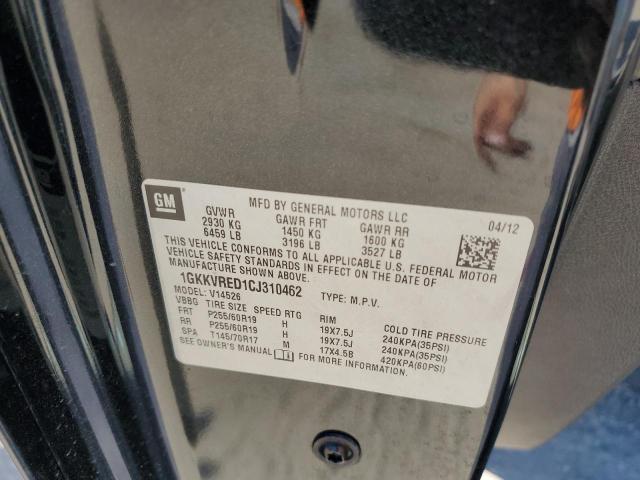 GM
MFD BY GENERAL MOTORS LLC
04/12
GVWR GAWR FRT GAWR RR
2930 KG 1450 KG 1600 KG
6459 LB 3196 LB 3527 LB
THIS VEHICLE CONFORMS TO ALL APPLICABLE U.S. FEDERAL MOTOR
VEHICLE SAFETY STANDARDS IN EFFECT ON THE DATE OF
MANUFACTURE SHOWN ABOVE.
1GKKVRED1CJ310462 TYPE: M.P.V.
MODEL: V14526
VBBG TIRE SIZE SPEED RTG RIM COLD TIRE PRESSURE
FRT P255/60R19 H 19X7.5J 240KPA(35PSI)
RR P255/60R19 H 19X7.5J 240KPA(35PSI)
SPA T145/70R17 M 17X4.5B 420KPA(60PSI)
SEE OWNER'S MANUAL FOR MORE INFORMATION.